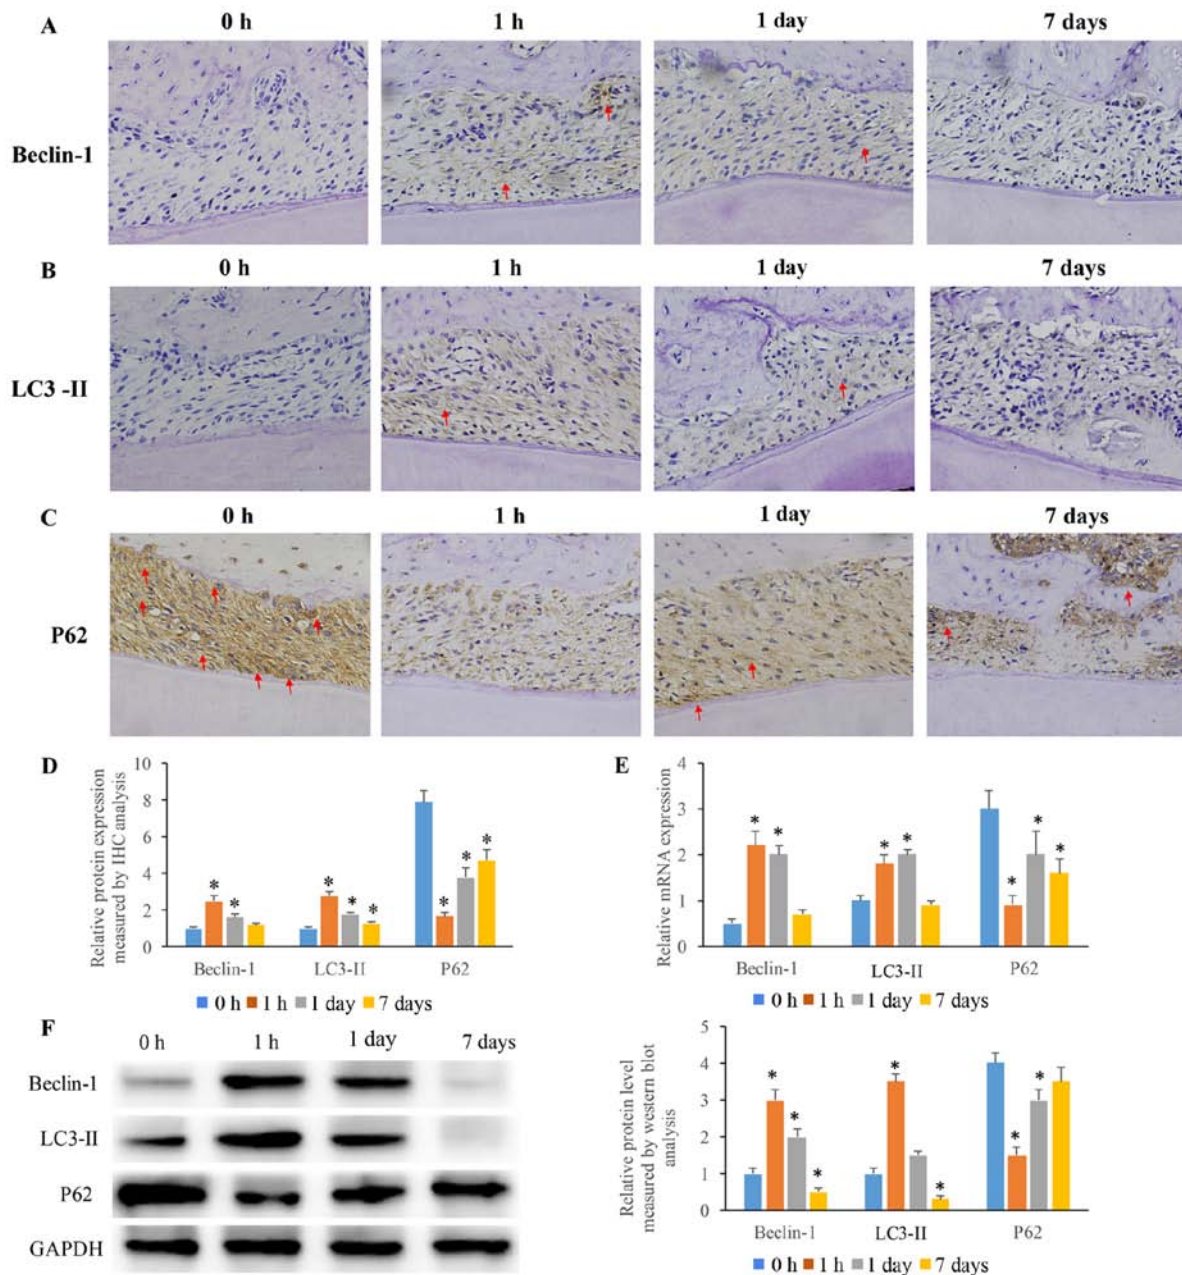 A
0 h
1 h
1 day
7 days
Beclin-1
B
0 h
1 h
1 day
7 days
LC3 -II
C
0 h
1 h
1 day
7 days
P62
D
Relative protein expression
measured by IHC analysis
10
8
6
4
2
0
* * * * * * * *
Beclin-1 LC3-II P62
0 h 1 h 1 day 7 days
E
Relative mRNA expression
4
3
2
1
0
* * * * * * *
Beclin-1 LC3-II P62
0 h 1 h 1 day 7 days
F
0 h 1 h 1 day 7 days
Beclin-1
LC3-II
P62
GAPDH
Relative protein level
measured by western blot
analysis
5
4
3
2
1
0
* * * * * * *
Beclin-1 LC3-II P62
0 h 1 h 1 day 7 days